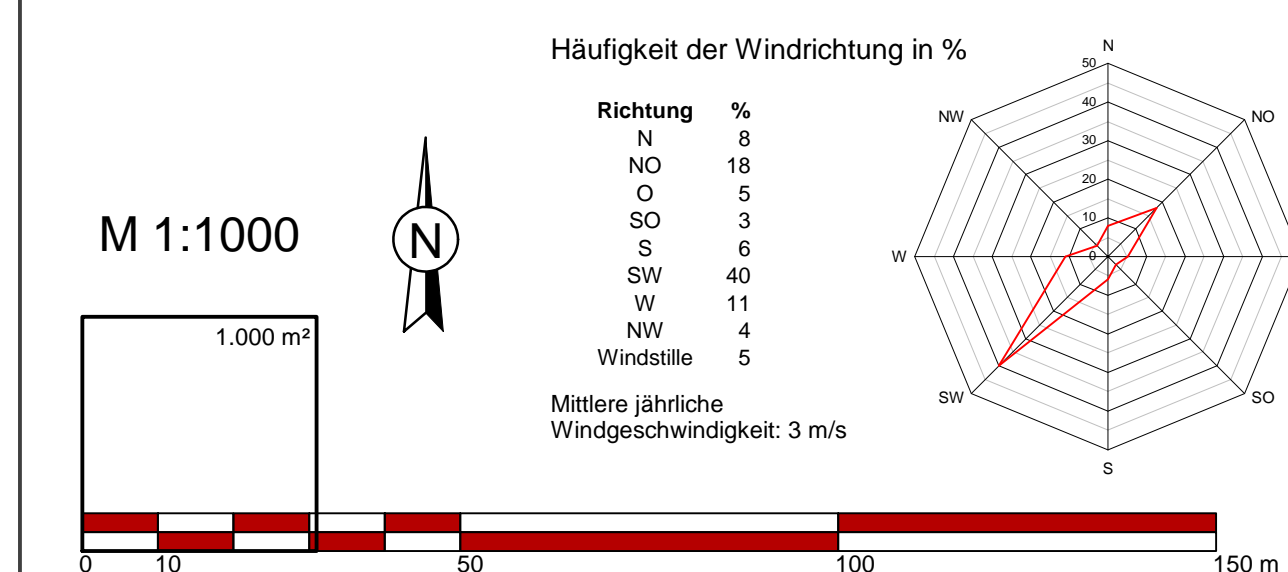 Häufigkeit der Windrichtung in %
Richtung %
N 8
NO 18
O 5
SO 3
S 6
SW 40
W 11
NW 4
Windstille 5
Mittlere jährliche
Windgeschwindigkeit: 3 m/s
N
50
NW
40
NO
30
20
10
W
0
SW
SO
S
M 1:1000
N
1.000 m²
0 10 50 100 150 m